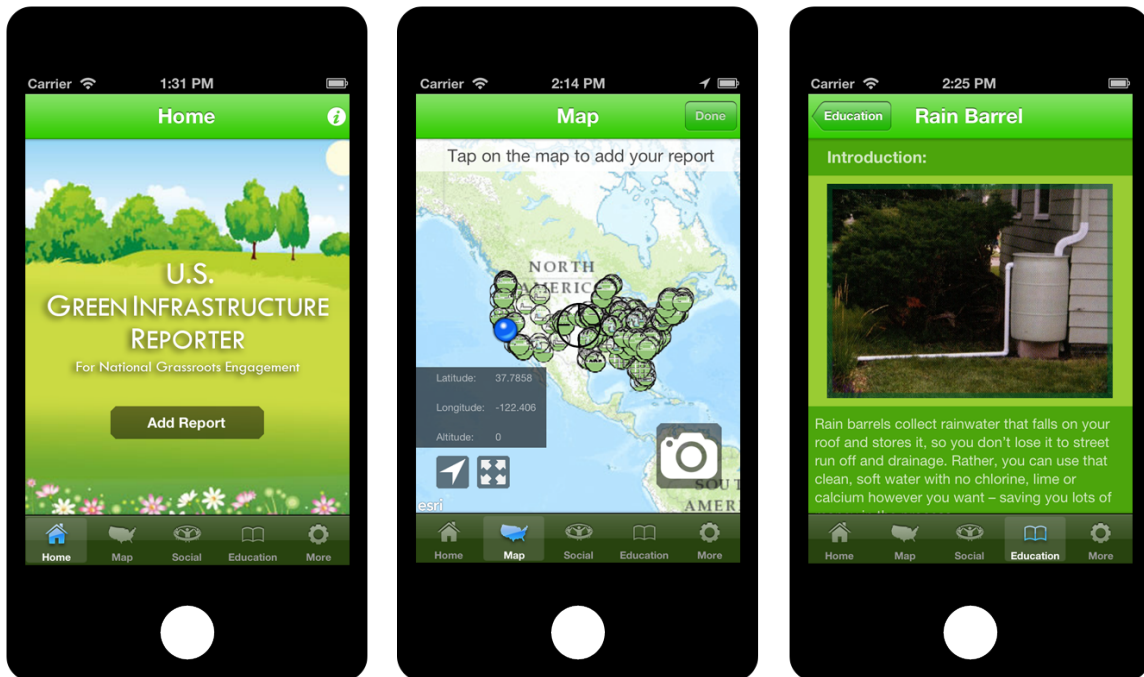 Carrier 1:31 PM
Home
i
U.S.
GREEN INFRASTRUCTURE
REPORTER
For National Grassroots Engagement
Add Report
Home Map Social Education More
Carrier 2:14 PM
Map Done
Tap on the map to add your report
NORTH
AMERIC
Latitude: 37.7858
Longitude: -122.406
Altitude: 0
SOUT
AMER
esri
Home Map Social Education More
Carrier 2:25 PM
Education Rain Barrel
Introduction:
Rain barrels collect rainwater that falls on your
roof and stores it, so you don't lose it to street
run off and drainage. Rather, you can use that
clean, soft water with no chlorine, lime or
calcium however you want – saving you lots of
Home Map Social Education More